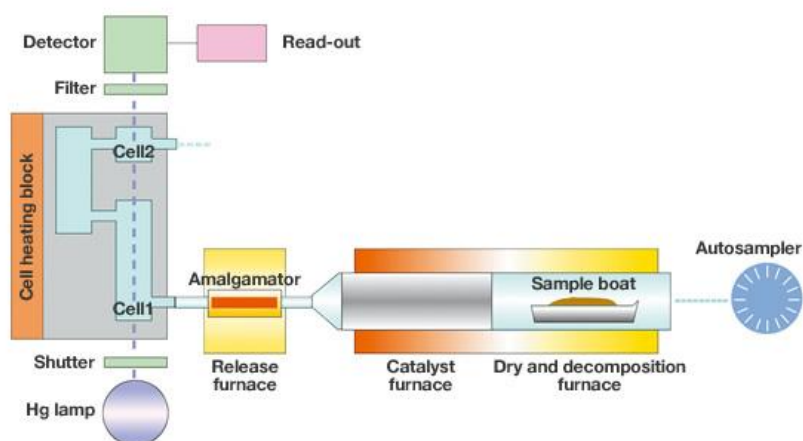 Detector
Read-out
Filter
Cell heating block
Cell2
Cell1
Amalgamator
Sample boat
Autosampler
Shutter
Release
furnace
Catalyst
furnace
Dry and decomposition
furnace
Hg lamp